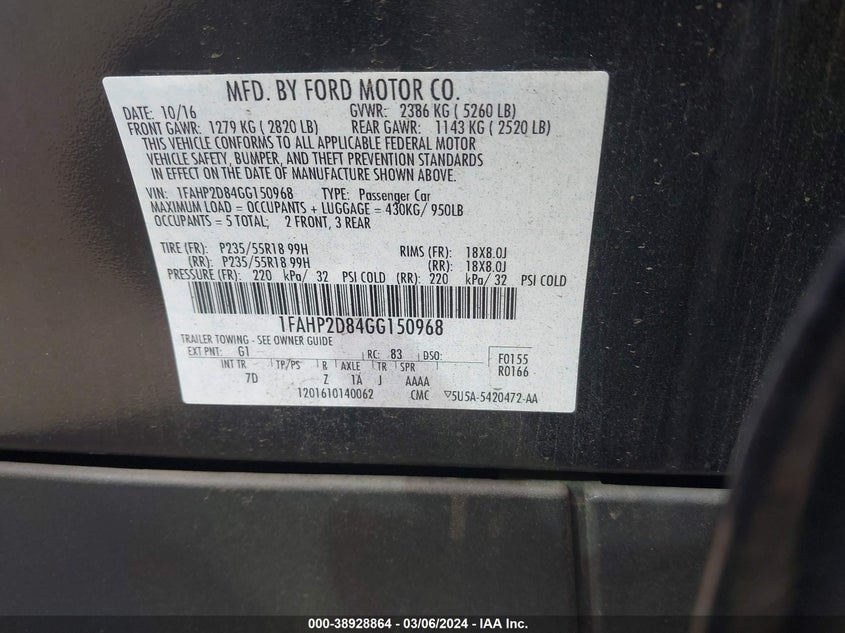 MFD. BY FORD MOTOR CO.
DATE: 10/16 GVWR: 2386 KG ( 5260 LB)
FRONT GAWR: 1279 KG ( 2820 LB) REAR GAWR: 1143 KG ( 2520 LB)
THIS VEHICLE CONFORMS TO ALL APPLICABLE FEDERAL MOTOR
VEHICLE SAFETY, BUMPER, AND THEFT PREVENTION STANDARDS
IN EFFECT ON THE DATE OF MANUFACTURE SHOWN ABOVE.
VIN: 1FAHP2D84GG150968 TYPE: Passenger Car
MAXIMUM LOAD = OCCUPANTS + LUGGAGE = 430KG/ 950LB
OCCUPANTS = 5 TOTAL; 2 FRONT, 3 REAR
TIRE (FR): P235/55R18 99H RIMS (FR): 18X8.0J
(RR): P235/55R18 99H (RR): 18X8.0J
PRESSURE (FR): 220 kPa/ 32 PSI COLD (RR): 220 kPa/ 32 PSI COLD
1FAHP2D84GG150968
TRAILER TOWING - SEE OWNER GUIDE
EXT PNT: G1 RC: 83 DSO: F0155
INT TR TP/PS R AXLE TR SPR R0166
7D Z 1A J AAAA
1201610140062 CMC ▽5U5A-5420472-AA
000-38928864 / 03/06/2024 - IAA Inc.